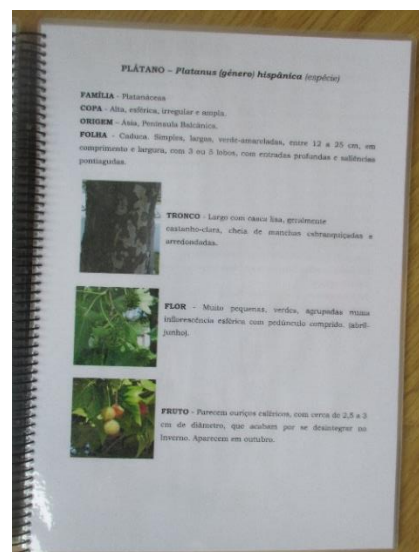 PLÁTANO – Platanus (género) hispânica (espécie)
FAMÍLIA - Platanáceas
COPA - Alta, esférica, irregular e ampla.
ORIGEM - Ásia, Península Balcânica.
FOLHA - Caduca. Simples, largas, verde-amareladas, entre 12 a 25 cm, em
comprimento e largura, com 3 ou 5 lobos, com entradas profundas e saliências
pontiagudas.
TRONCO - Largo com casca lisa, geralmente
castanho-clara, cheia de manchas esbranquiçadas e
arredondadas.
FLOR - Muito pequenas, verdes, agrupadas numa
inflorescência esférica com pedúnculo comprido. (abril-
junho).
FRUTO - Parecem ouriços esféricos, com cerca de 2,5 a 3
cm de diâmetro, que acabam por se desintegrar no
Inverno. Aparecem em outubro.